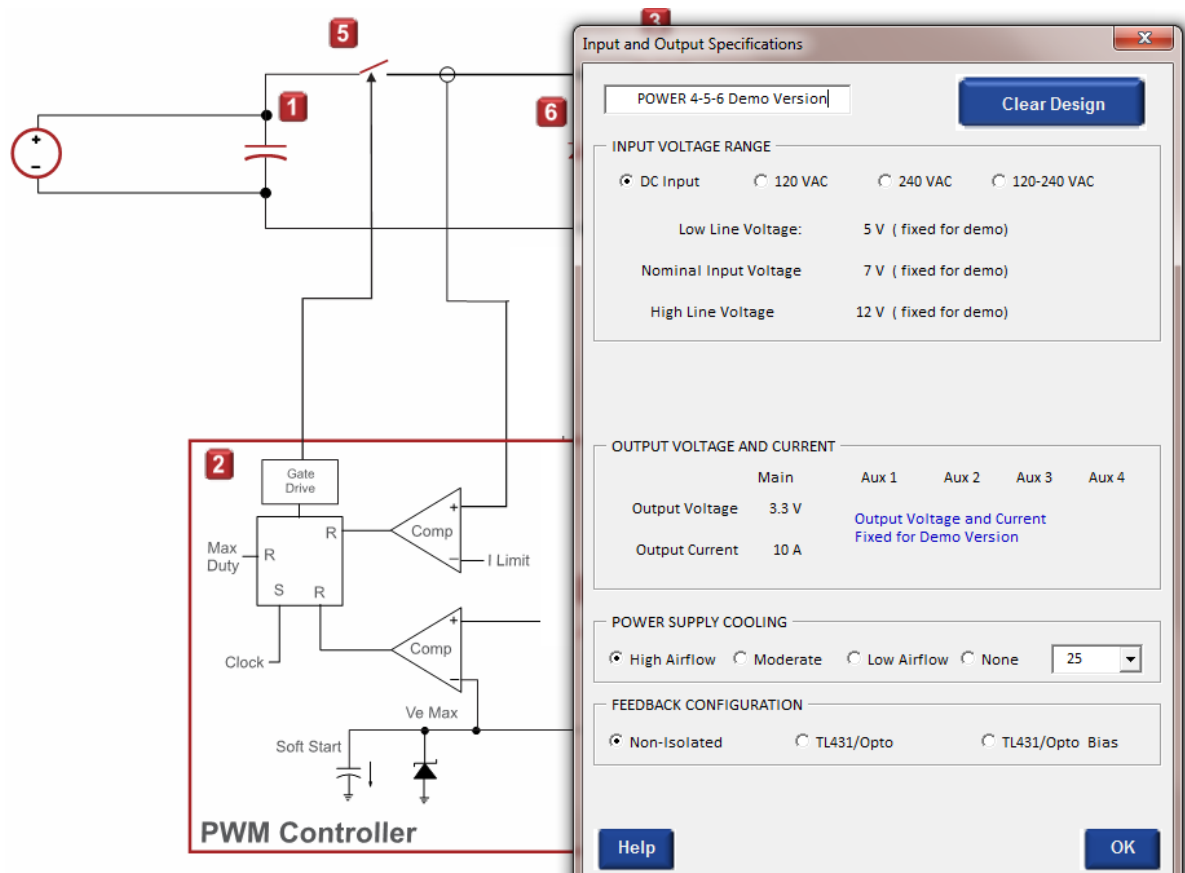 5
1
6
3
2
Gate
Drive
R
R
S
R
Max
Duty
Clock
+
Comp
−
I Limit
+
Comp
−
Ve Max
Soft Start
PWM Controller
+
-
Input and Output Specifications
x
POWER 4-5-6 Demo Version
Clear Design
INPUT VOLTAGE RANGE
DC Input 120 VAC 240 VAC 120-240 VAC
Low Line Voltage: 5 V ( fixed for demo)
Nominal Input Voltage 7 V ( fixed for demo)
High Line Voltage 12 V ( fixed for demo)
OUTPUT VOLTAGE AND CURRENT
Main Aux 1 Aux 2 Aux 3 Aux 4
Output Voltage 3.3 V
Output Current 10 A
Output Voltage and Current
Fixed for Demo Version
POWER SUPPLY COOLING
High Airflow Moderate Low Airflow None 25
FEEDBACK CONFIGURATION
Non-Isolated TL431/Opto TL431/Opto Bias
Help
OK